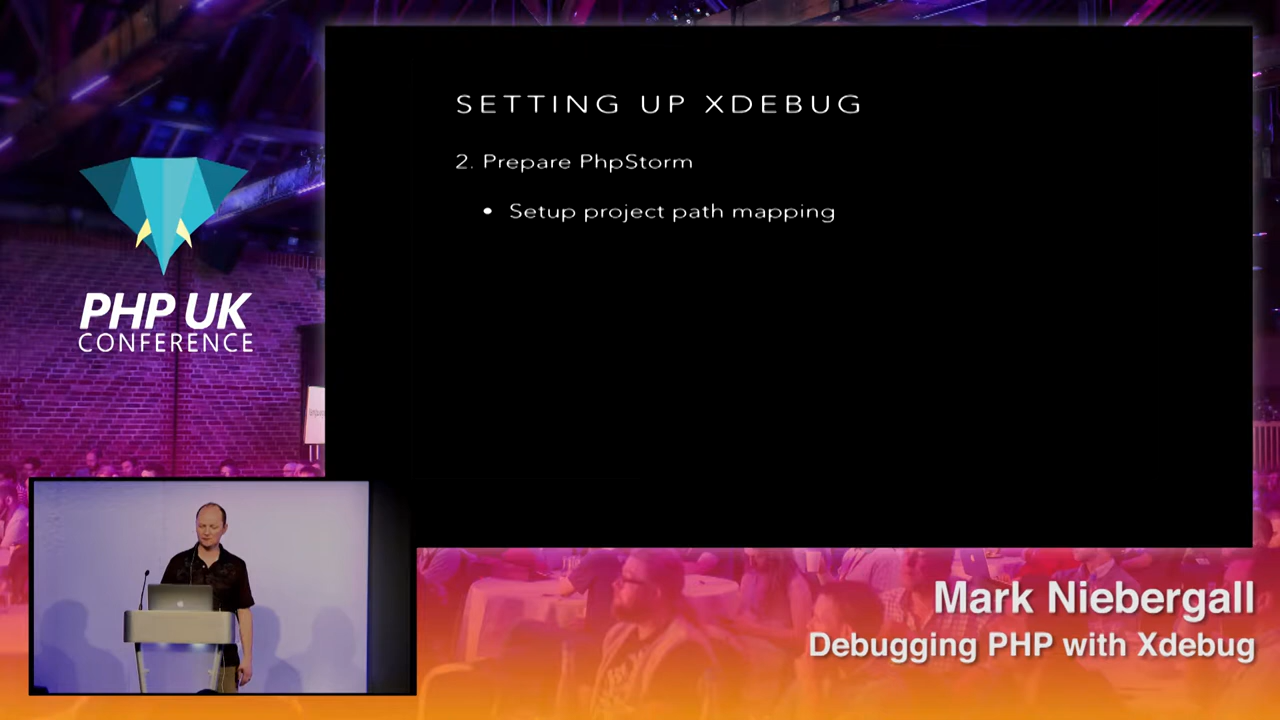 SETTING UP XDEBUG
2. Prepare PhpStorm
• Setup project path mapping
PHP UK
CONFERENCE
Mark Niebergall
Debugging PHP with Xdebug